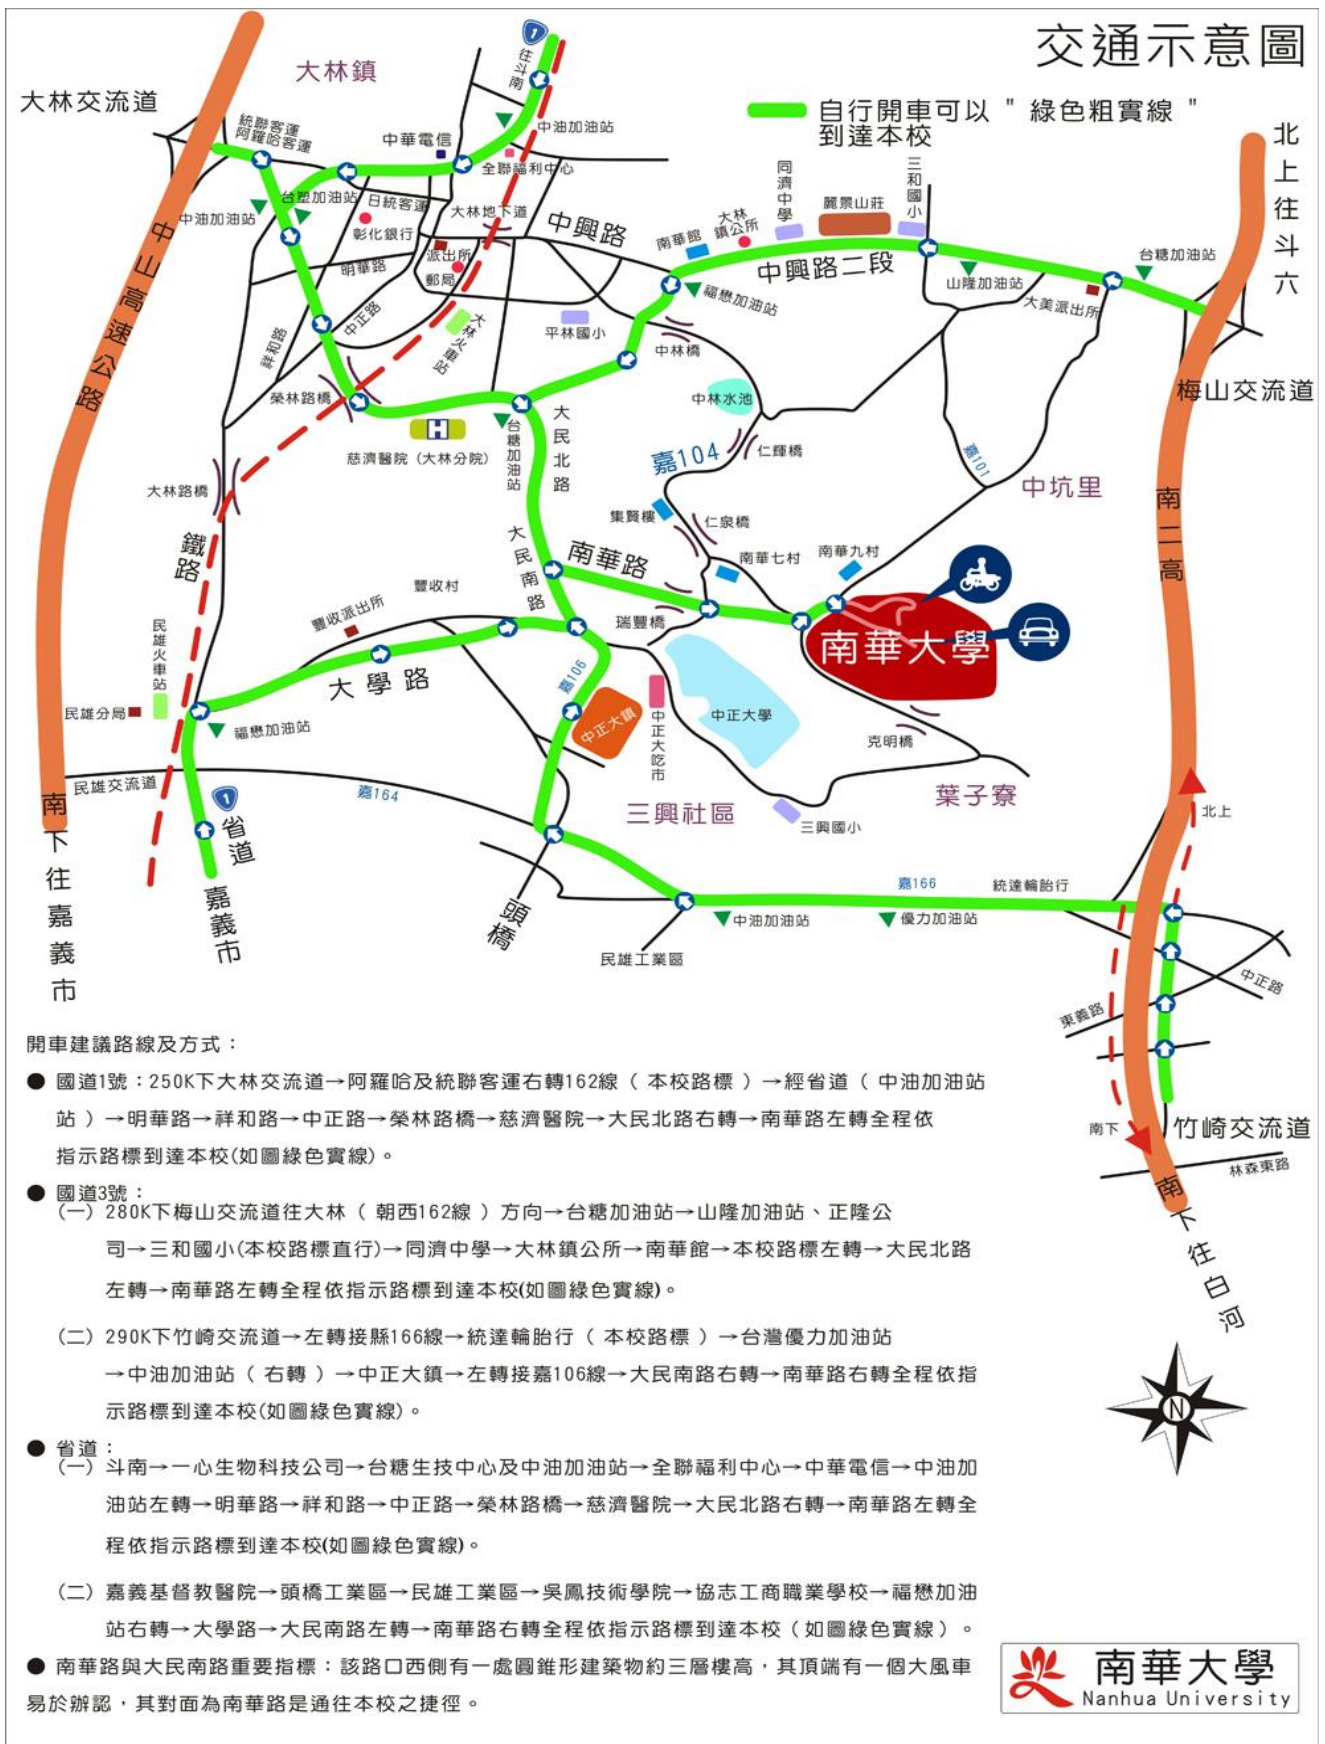 交通示意圖
自行開車可以 " 綠色粗實線 "
到達本校
1
往斗南
大林鎮
大林交流道
統聯客運
阿羅哈客運
中華電信
中油加油站
全聯福利中心
北上往斗六
同濟中學
三和國小
麗景山莊
大林
鎮公所
南華館
台塑加油站
日統客運
中油加油站
大林地下道
中興路
彰化銀行
派出所
郵局
明華路
中正路
祥和路
大林火車站
平林國小
中興路二段
福懋加油站
山隆加油站
大美派出所
台糖加油站
中林橋
中山高速公路
榮林路橋
梅山交流道
中林水池
H
慈濟醫院 (大林分院)
台糖加油站
大民北路
嘉104
仁輝橋
嘉101
中坑里
大林路橋
集賢樓
仁泉橋
南二高
鐵路
大民南路
南華路
南華七村
南華九村
豐收村
豐收派出所
瑞豐橋
南華大學
民雄火車站
大學路
嘉106
民雄分局
福懋加油站
中正大鎮
中正大吃市
中正大學
克明橋
民雄交流道
嘉164
三興社區
葉子寮
三興國小
北上
1
省道
南下往嘉義市
嘉義市
頭橋
嘉166
統達輪胎行
中油加油站
優力加油站
民雄工業區
中正路
東義路
南下
竹崎交流道
林森東路
南下往白河
開車建議路線及方式：
● 國道1號：250K下大林交流道→阿羅哈及統聯客運右轉162線（ 本校路標 ）→經省道（ 中油加油站
站 ）→明華路→祥和路→中正路→榮林路橋→慈濟醫院→大民北路右轉→南華路左轉全程依
指示路標到達本校(如圖綠色實線)。
● 國道3號：
(一) 280K下梅山交流道往大林（ 朝西162線 ）方向→台糖加油站→山隆加油站、正隆公
司→三和國小(本校路標直行)→同濟中學→大林鎮公所→南華館→本校路標左轉→大民北路
左轉→南華路左轉全程依指示路標到達本校(如圖綠色實線)。
(二) 290K下竹崎交流道→左轉接縣166線→統達輪胎行（ 本校路標 ）→台灣優力加油站
→中油加油站（ 右轉 ）→中正大鎮→左轉接嘉106線→大民南路右轉→南華路右轉全程依指
示路標到達本校(如圖綠色實線)。
● 省道：
(一) 斗南→一心生物科技公司→台糖生技中心及中油加油站→全聯福利中心→中華電信→中油加
油站左轉→明華路→祥和路→中正路→榮林路橋→慈濟醫院→大民北路右轉→南華路左轉全
程依指示路標到達本校(如圖綠色實線)。
(二) 嘉義基督教醫院→頭橋工業區→民雄工業區→吳鳳技術學院→協志工商職業學校→福懋加油
站右轉→大學路→大民南路左轉→南華路右轉全程依指示路標到達本校（如圖綠色實線）。
● 南華路與大民南路重要指標：該路口西側有一處圓錐形建築物約三層樓高，其頂端有一個大風車
易於辦認，其對面為南華路是通往本校之捷徑。
N
南華大學
Nanhua University